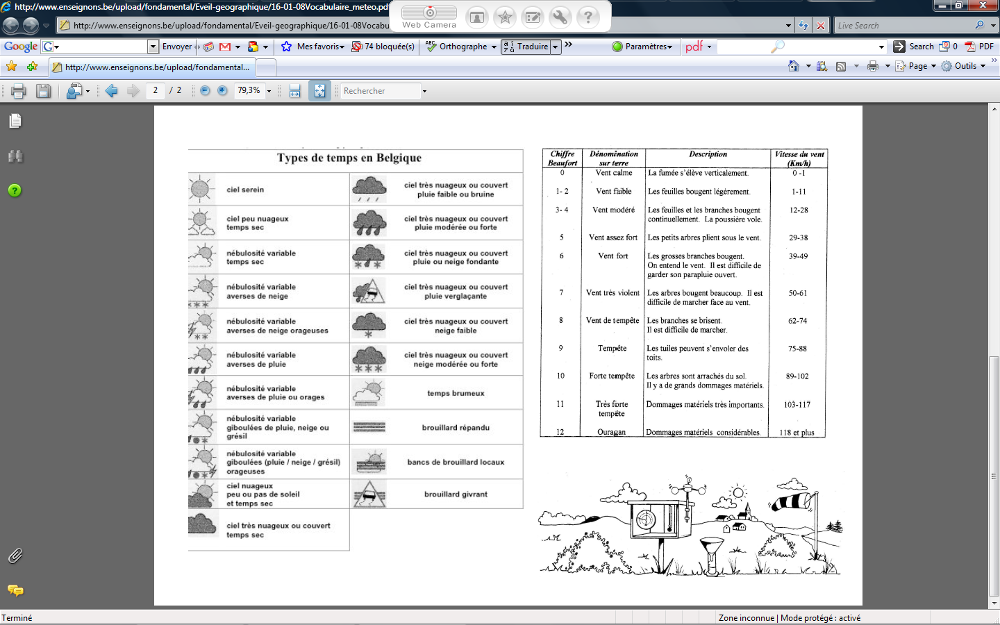 http://www.enseignons.be/upload/fondamental/Eveil-geographique/16-01-08Vocabulaire_meteo.pdf
Web Camera
http://www.enseignons.be/upload/fondamental/Eveil-geographique/16-01-08Vocabu
Live Search
Google
G
Envoyer
Mes favoris
74 bloquée(s)
ABC
Orthographe
Traduire
»
Paramètres
pdf
Search
0
PDF
http://www.enseignons.be/upload/fondamental...
Page
Outils
»
2 / 2
79,3%
Rechercher
Types de temps en Belgique
ciel serein
ciel très nuageux ou couvert
pluie faible ou bruine
ciel peu nuageux
temps sec
ciel très nuageux ou couvert
pluie modérée ou forte
nébulosité variable
temps sec
ciel très nuageux ou couvert
pluie ou neige fondante
nébulosité variable
averses de neige
ciel très nuageux ou couvert
pluie verglaçante
nébulosité variable
averses de neige orageuses
ciel très nuageux ou couvert
neige faible
nébulosité variable
averses de pluie
ciel très nuageux ou couvert
neige modérée ou forte
nébulosité variable
averses de pluie ou orages
temps brumeux
nébulosité variable
giboulées de pluie, neige ou
grésil
brouillard répandu
nébulosité variable
giboulées (pluie / neige / grésil)
orageuses
bancs de brouillard locaux
ciel nuageux
peu ou pas de soleil
et temps sec
brouillard givrant
ciel très nuageux ou couvert
temps sec
Chiffre
Beaufort
Dénomination
sur terre
Description
Vitesse du vent
(Km/h)
0
Vent calme
La fumée s'élève verticalement.
0 -1
1- 2
Vent faible
Les feuilles bougent légèrement.
1-11
3- 4
Vent modéré
Les feuilles et les branches bougent
continuellement. La poussière vole.
12-28
5
Vent assez fort
Les petits arbres plient sous le vent.
29-38
6
Vent fort
Les grosses branches bougent.
On entend le vent. Il est difficile de
garder son parapluie ouvert.
39-49
7
Vent très violent
Les arbres bougent beaucoup. Il est
difficile de marcher face au vent.
50-61
8
Vent de tempête
Les branches se brisent.
Il est difficile de marcher.
62-74
9
Tempête
Les tuiles peuvent s'envoler des
toits.
75-88
10
Forte tempête
Les arbres sont arrachés du sol.
Il y a de grands dommages matériels.
89-102
11
Très forte
tempête
Dommages matériels très importants.
103-117
12
Ouragan
Dommages matériels considérables.
118 et plus
Terminé
Zone inconnue | Mode protégé : activé